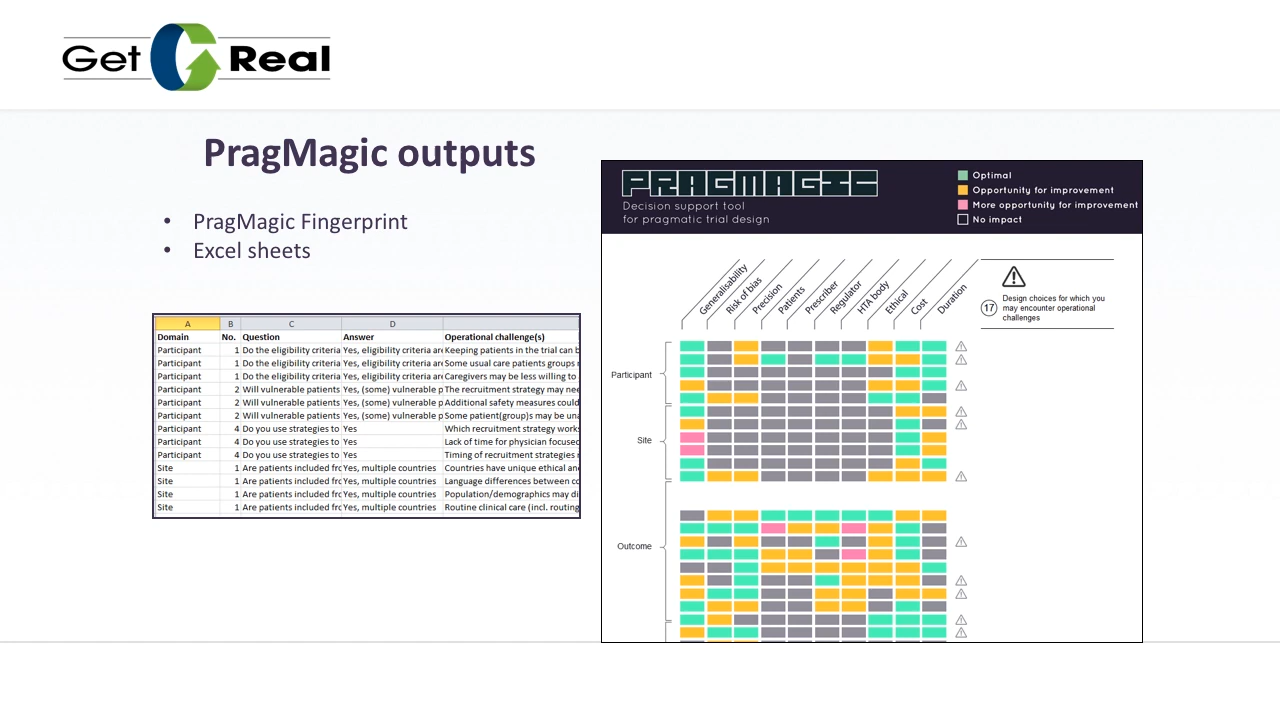 Get Real
PragMagic outputs
• PragMagic Fingerprint
• Excel sheets
A B C D
Domain No. Question Answer Operational challenge(s)
Participant 1 Do the eligibility criteria Yes, eligibility criteria are Keeping patients in the trial can b
Participant 1 Do the eligibility criteria Yes, eligibility criteria are Some usual care patients groups
Participant 1 Do the eligibility criteria Yes, eligibility criteria are Caregivers may be less willing to
Participant 2 Will vulnerable patients Yes, (some) vulnerable p The recruitment strategy may nee
Participant 2 Will vulnerable patients Yes, (some) vulnerable p Additional safety measures could
Participant 2 Will vulnerable patients Yes, (some) vulnerable p Some patient(group)s may be una
Participant 4 Do you use strategies to Yes Which recruitment strategy works
Participant 4 Do you use strategies to Yes Lack of time for physician focused
Participant 4 Do you use strategies to Yes Timing of recruitment strategies
Site 1 Are patients included fro Yes, multiple countries Countries have unique ethical an
Site 1 Are patients included fro Yes, multiple countries Language differences between co
Site 1 Are patients included fro Yes, multiple countries Population/demographics may di
Site 1 Are patients included fro Yes, multiple countries Routine clinical care (incl. routing
PRAGMAGIC
Decision support tool
for pragmatic trial design
Optimal
Opportunity for improvement
More opportunity for improvement
No impact
Generalisability
Risk of bias
Precision
Patients
Prescriber
Regulator
HTA body
Ethical
Cost
Duration
17
Design choices for which you
may encounter operational
challenges
Participant
Site
Outcome